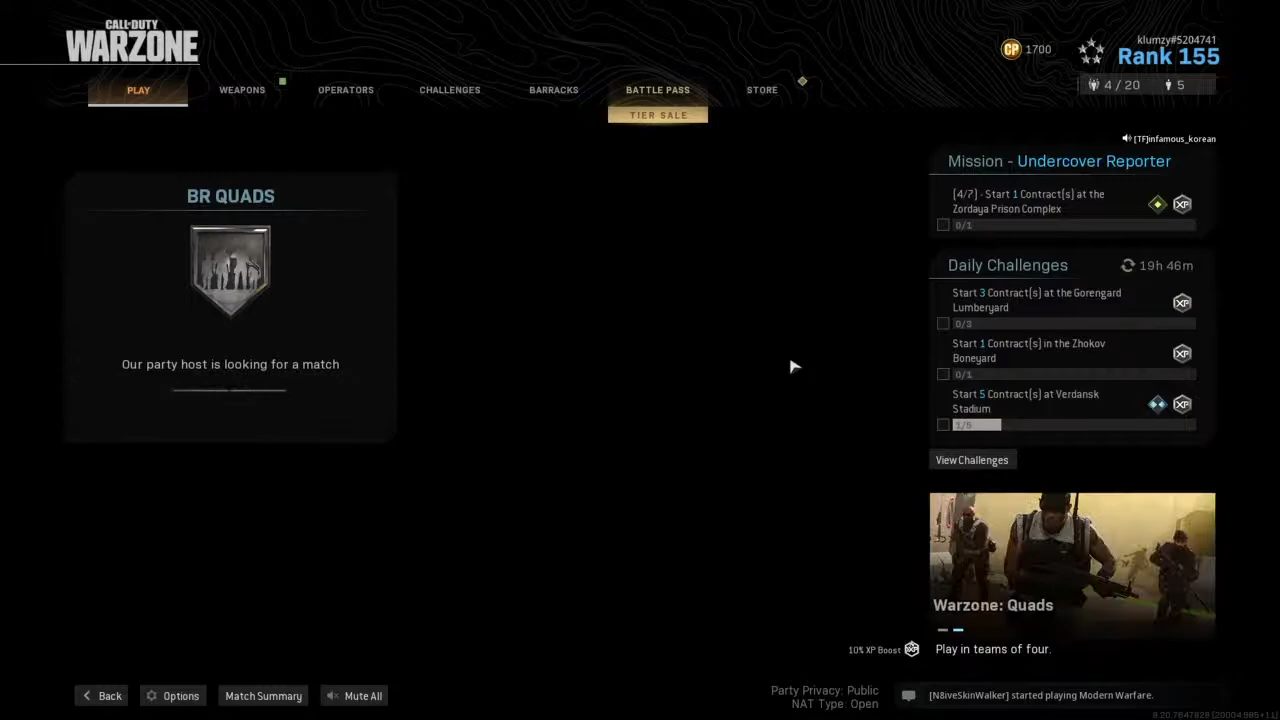 CALL OF DUTY
WARZONE
CP 1700
klumzy#5204741
Rank 155
4 / 20
5
PLAY
WEAPONS
OPERATORS
CHALLENGES
BARRACKS
BATTLE PASS
STORE
TIER SALE
[TF]infamous_korean
Mission - Undercover Reporter
(4/7) - Start 1 Contract(s) at the
Zordaya Prison Complex
XP
0/1
BR QUADS
Our party host is looking for a match
Daily Challenges
19h 46m
Start 3 Contract(s) at the Gorengard
Lumberyard
XP
0/3
Start 1 Contract(s) in the Zhokov
Boneyard
XP
0/1
Start 5 Contract(s) at Verdansk
Stadium
XP
1/5
View Challenges
Warzone: Quads
10% XP Boost
Play in teams of four.
Back
Options
Match Summary
Mute All
Party Privacy: Public
NAT Type: Open
[N8iveSkinWalker] started playing Modern Warfare.